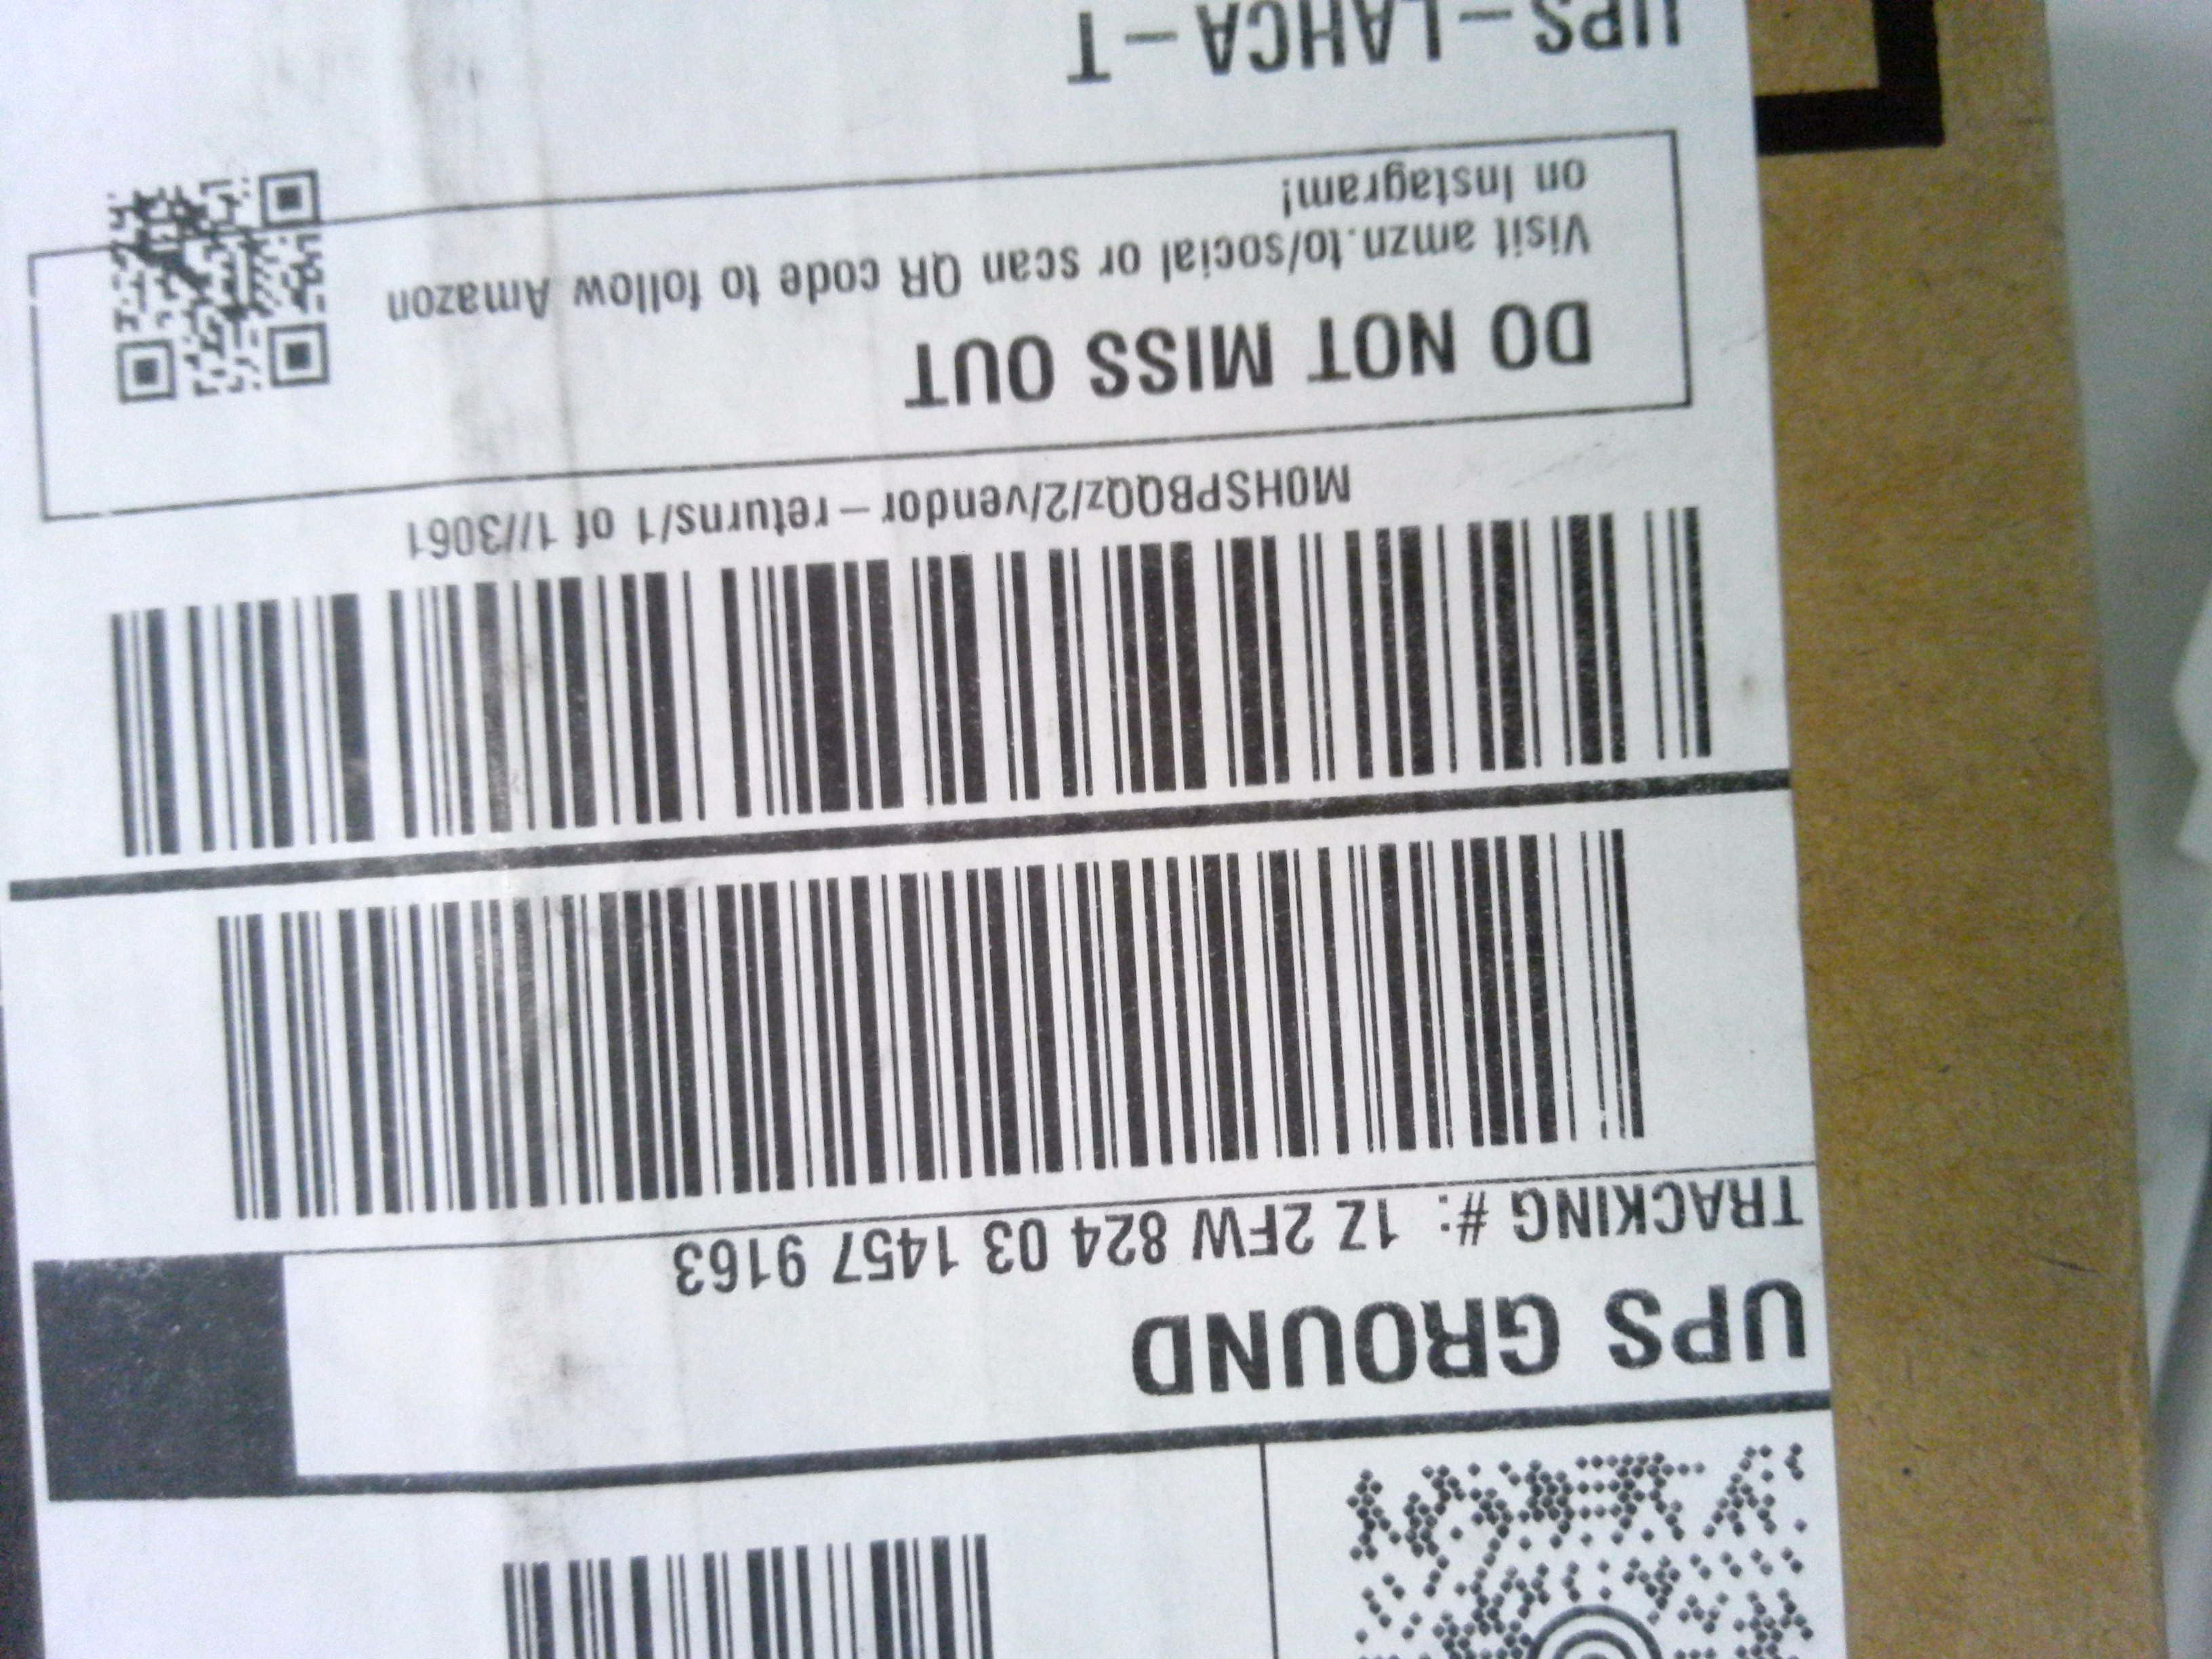 UPS GROUND
TRACKING #: 1Z 2FW 824 03 1457 9163
M0HSPBQQz/2/vendor-returns/1 of 1//3061
DO NOT MISS OUT
Visit amzn.to/social or scan QR code to follow Amazon
on Instagram!
UPS-LAHCA-T